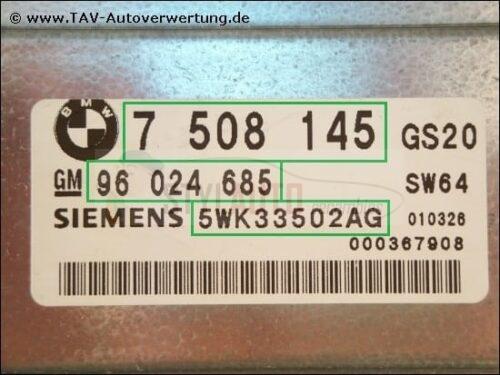 © www.TAV-Autoverwertung.de
BMW 7 508 145 GS20
GM 96 024 685 SW64
SIEMENS 5WK33502AG 010326
000367908